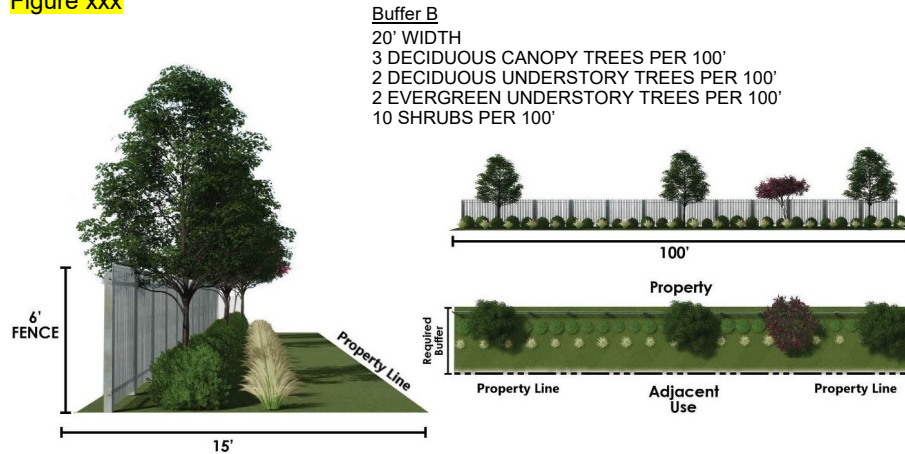 Figure xxx
Buffer B
20' WIDTH
3 DECIDUOUS CANOPY TREES PER 100'
2 DECIDUOUS UNDERSTORY TREES PER 100'
2 EVERGREEN UNDERSTORY TREES PER 100'
10 SHRUBS PER 100'
6'
FENCE
Property Line
15'
100'
Property
Required
Buffer
Property Line
Adjacent
Use
Property Line